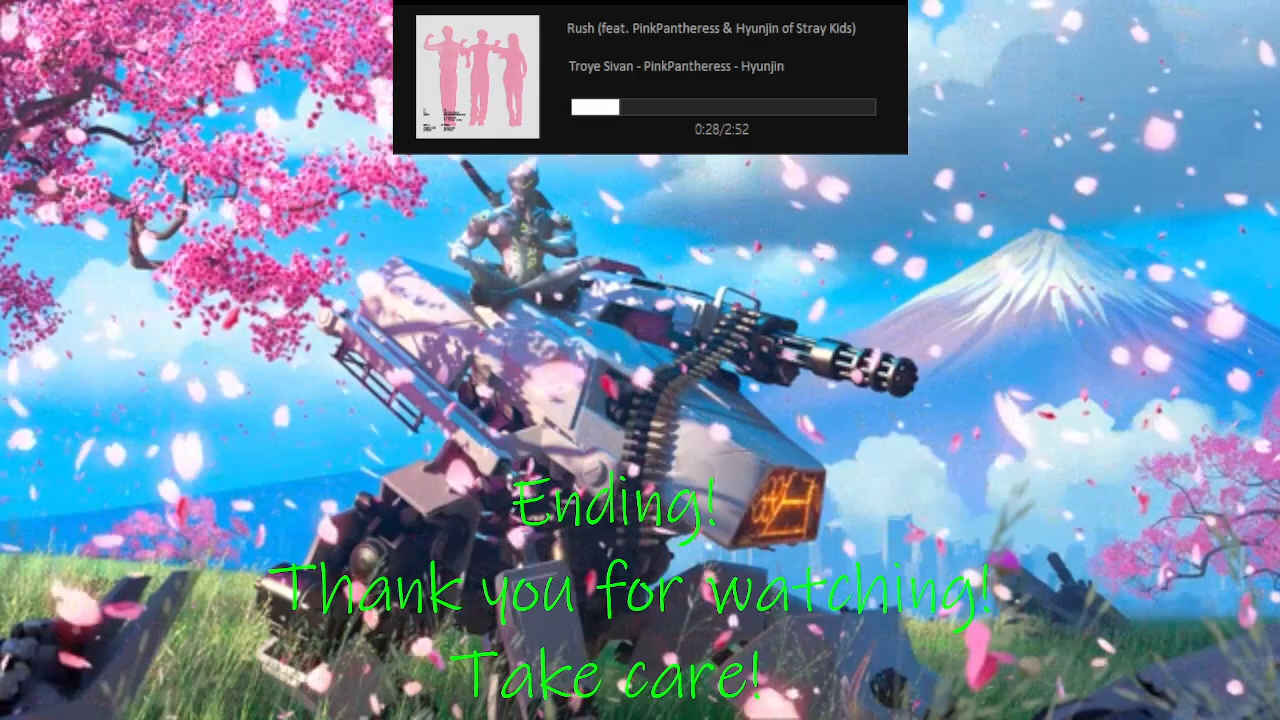 Rush (feat. PinkPantheress & Hyunjin of Stray Kids)
Troye Sivan - PinkPantheress - Hyunjin
0:28/2:52
Ending!
Thank you for watching!
Take care!